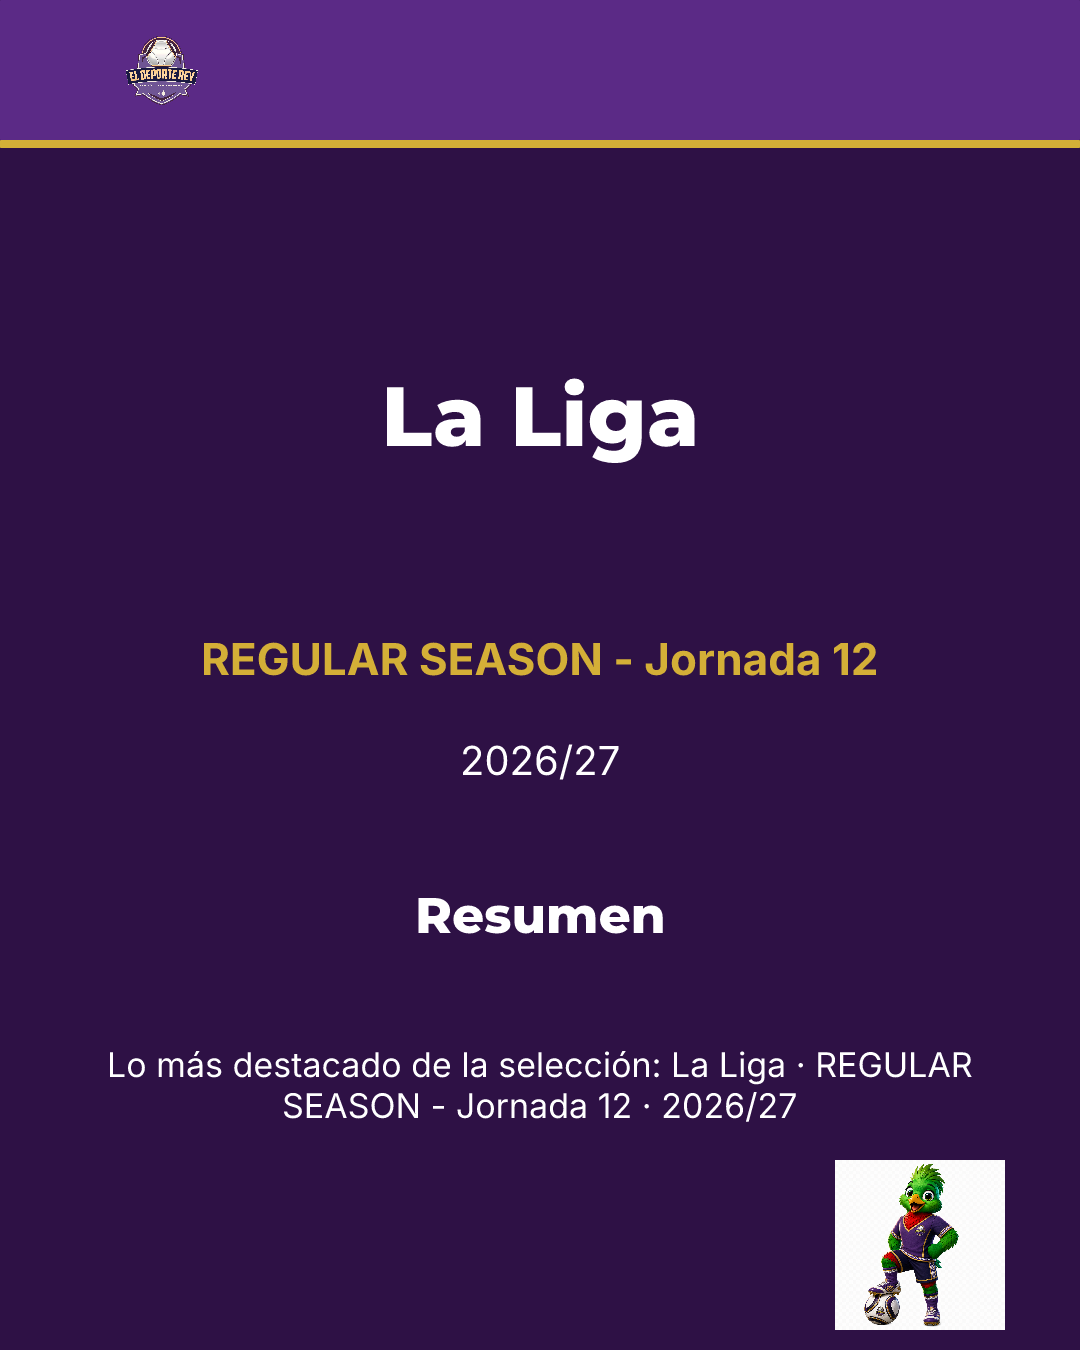 EL DEPORTE REY
La Liga
REGULAR SEASON - Jornada 12
2026/27
Resumen
Lo más destacado de la selección: La Liga · REGULAR
SEASON - Jornada 12 · 2026/27